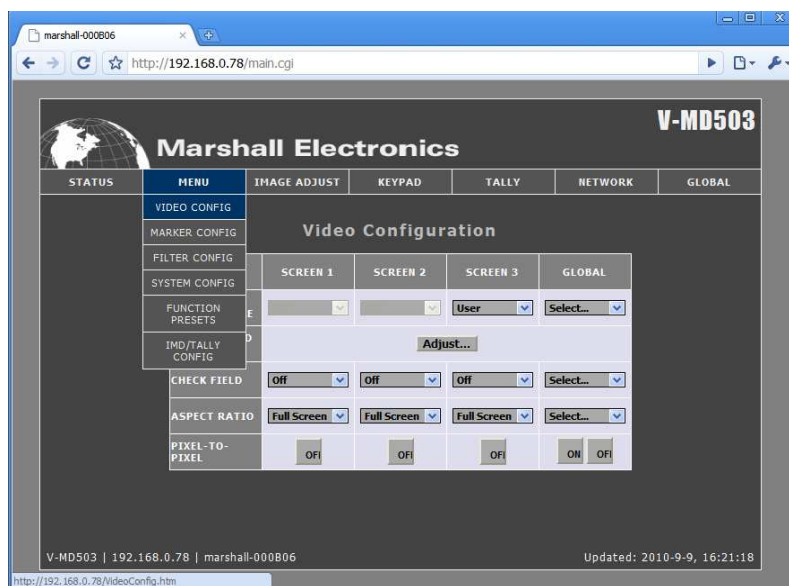 marshall-000B06
http://192.168.0.78/main.cgi
V-MD503
Marshall Electronics
STATUS MENU IMAGE ADJUST KEYPAD TALLY NETWORK GLOBAL
VIDEO CONFIG
MARKER CONFIG
FILTER CONFIG
SYSTEM CONFIG
FUNCTION PRESETS
IMD/TALLY CONFIG
Video Configuration
SCREEN 1 SCREEN 2 SCREEN 3 GLOBAL
User Select...
Adjust...
CHECK FIELD Off Off Off Select...
ASPECT RATIO Full Screen Full Screen Full Screen Select...
PIXEL-TO-PIXEL OFF OFF OFF ON OFF
V-MD503 | 192.168.0.78 | marshall-000B06 Updated: 2010-9-9, 16:21:18
http://192.168.0.78/VideoConfig.htm